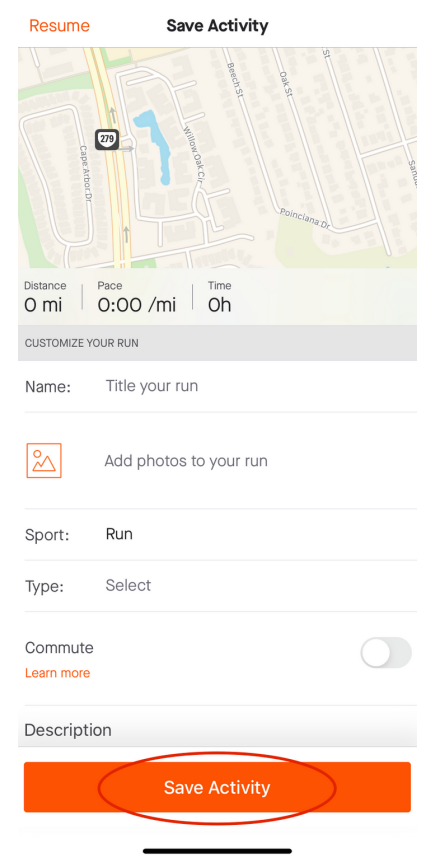 Resume
Save Activity
St
Beech St
Oak St
279
Willow Oak Cir
Cape Arbor Dr
Poinciana Dr
Distance
Pace
Time
0 mi
0:00 /mi
0h
CUSTOMIZE YOUR RUN
Name:
Title your run
Add photos to your run
Sport:
Run
Type:
Select
Commute
Learn more
Description
Save Activity